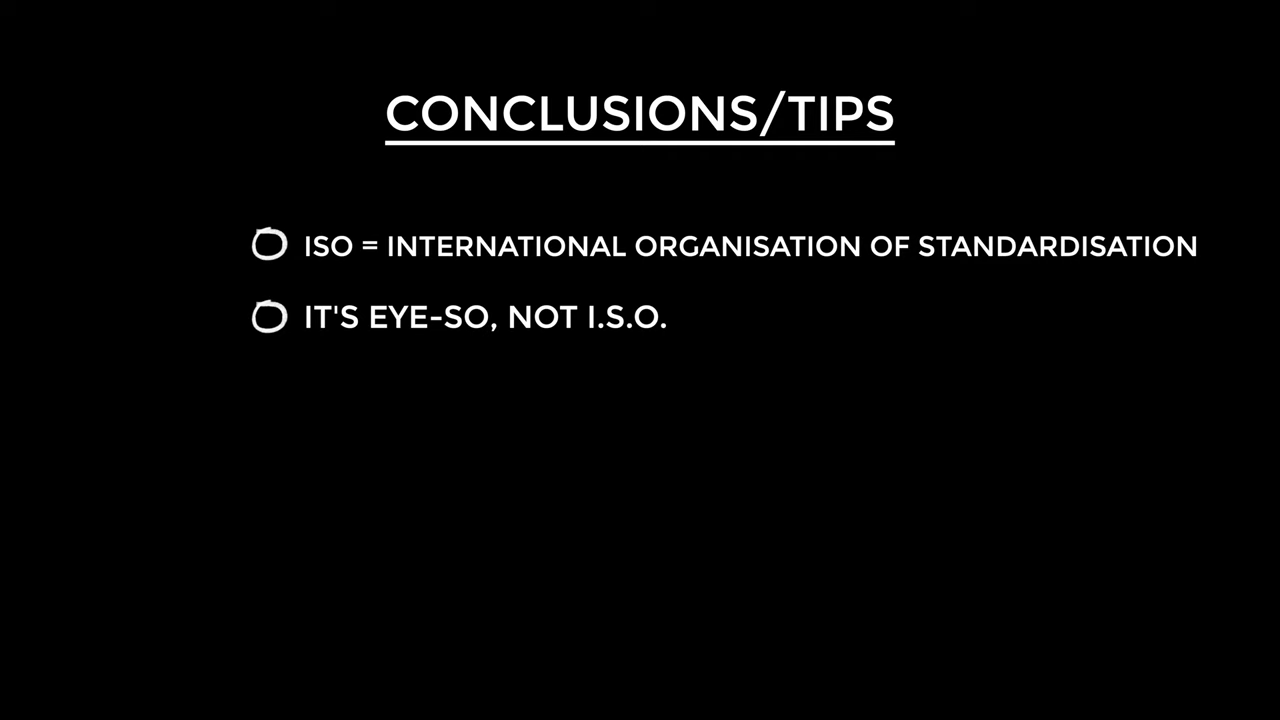 CONCLUSIONS/TIPS
ISO = INTERNATIONAL ORGANISATION OF STANDARDISATION
IT'S EYE-SO, NOT I.S.O.